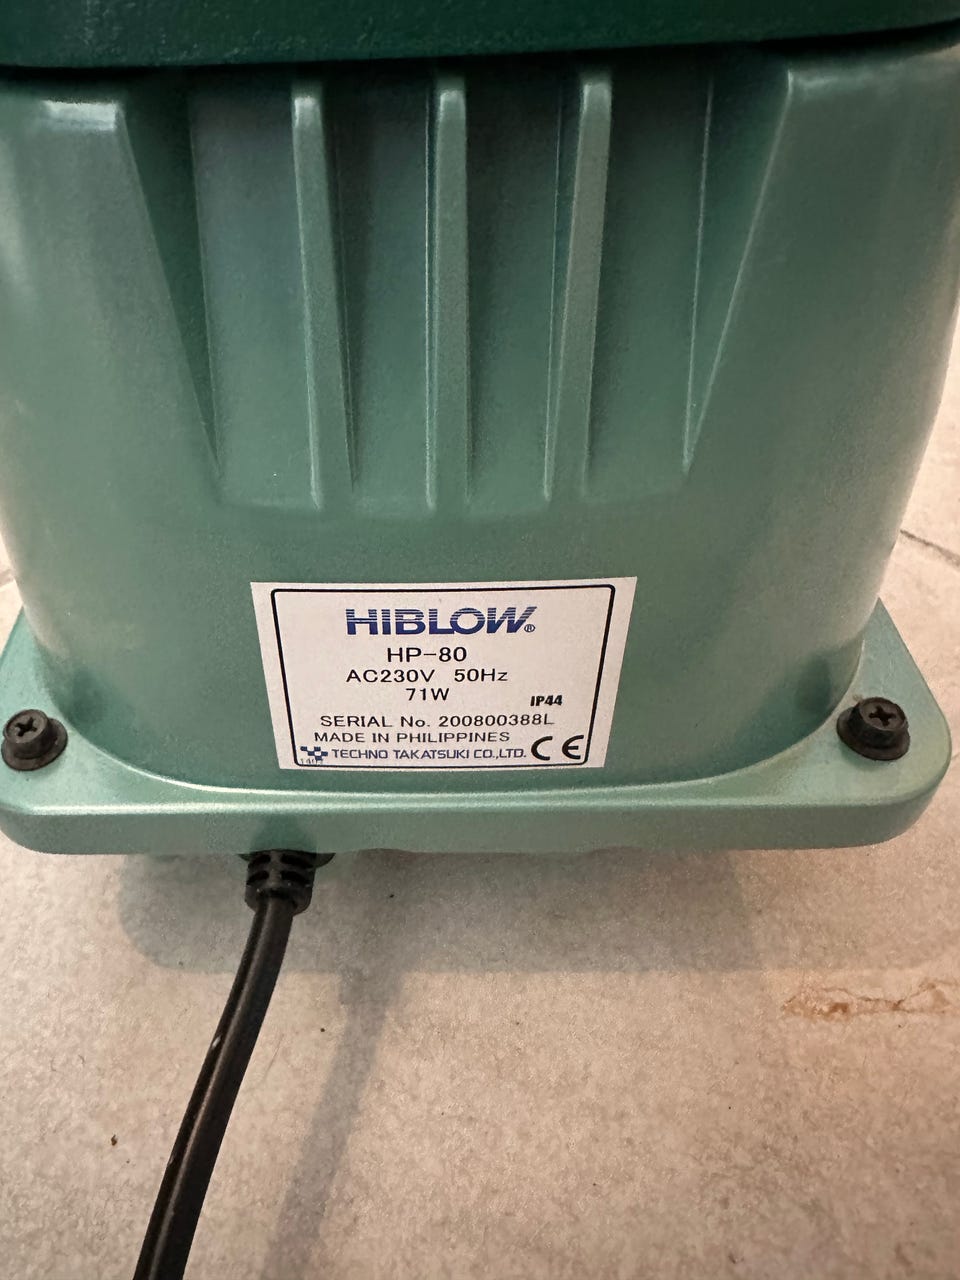 HIBLOW®
HP-80
AC230V 50Hz
71W
IP44
SERIAL No. 200800388L
MADE IN PHILIPPINES
TECHNO TAKATSUKI CO.,LTD. CE